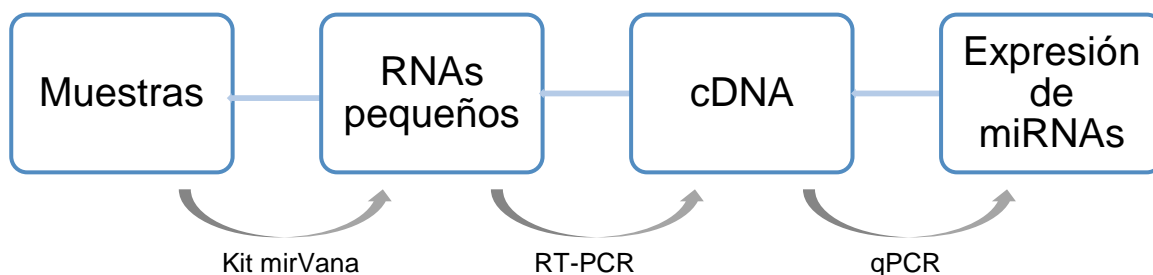 Muestras
RNAs
pequeños
cDNA
Expresión
de
miRNAs
Kit mirVana
RT-PCR
qPCR